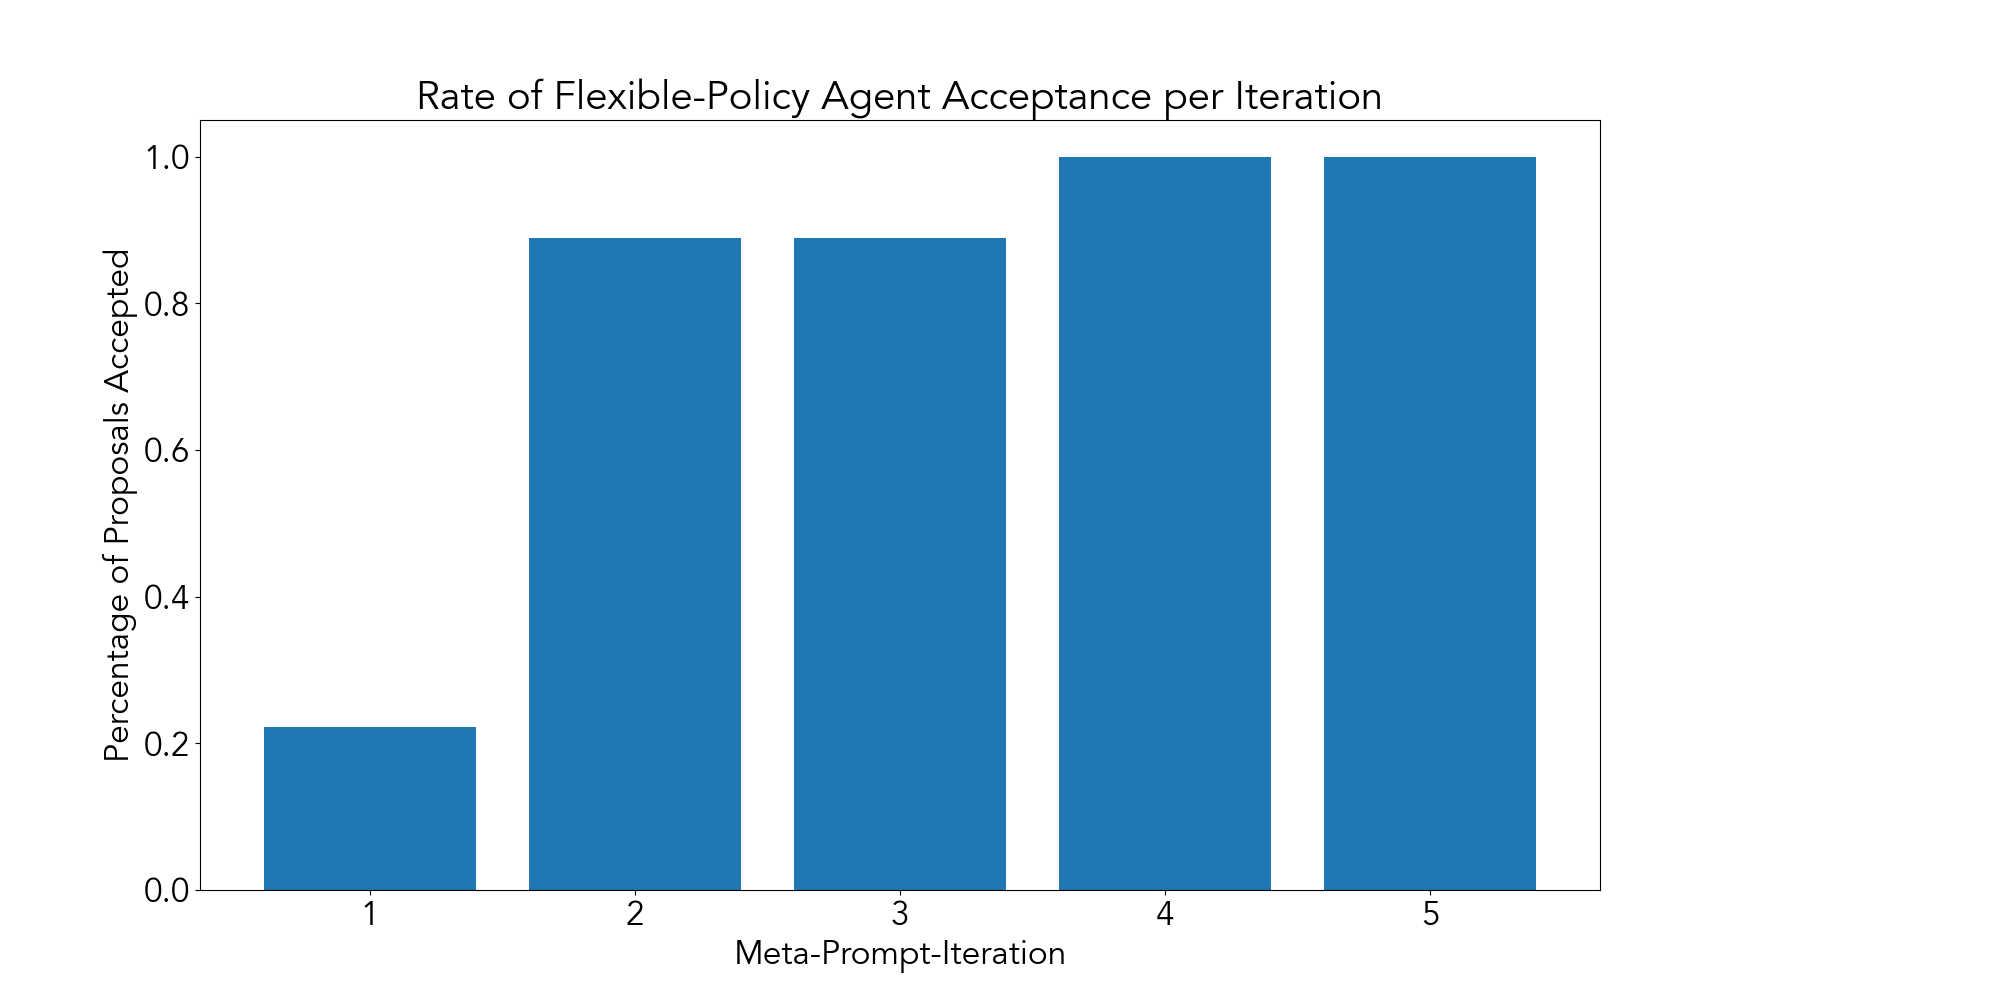 Rate of Flexible-Policy Agent Acceptance per Iteration
Percentage of Proposals Accepted
1.0
0.8
0.6
0.4
0.2
0.0
1 2 3 4 5
Meta-Prompt-Iteration